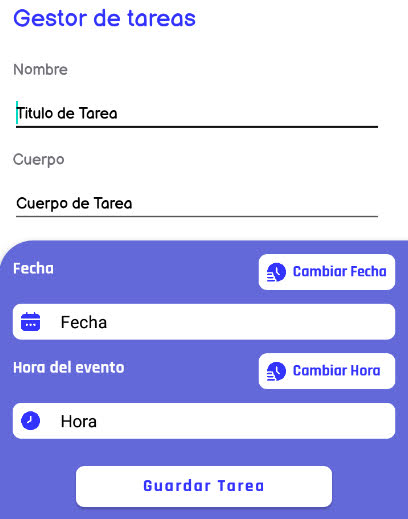 Gestor de tareas
Nombre
Titulo de Tarea
Cuerpo
Cuerpo de Tarea
Fecha
Cambiar Fecha
Fecha
Hora del evento
Cambiar Hora
Hora
Guardar Tarea